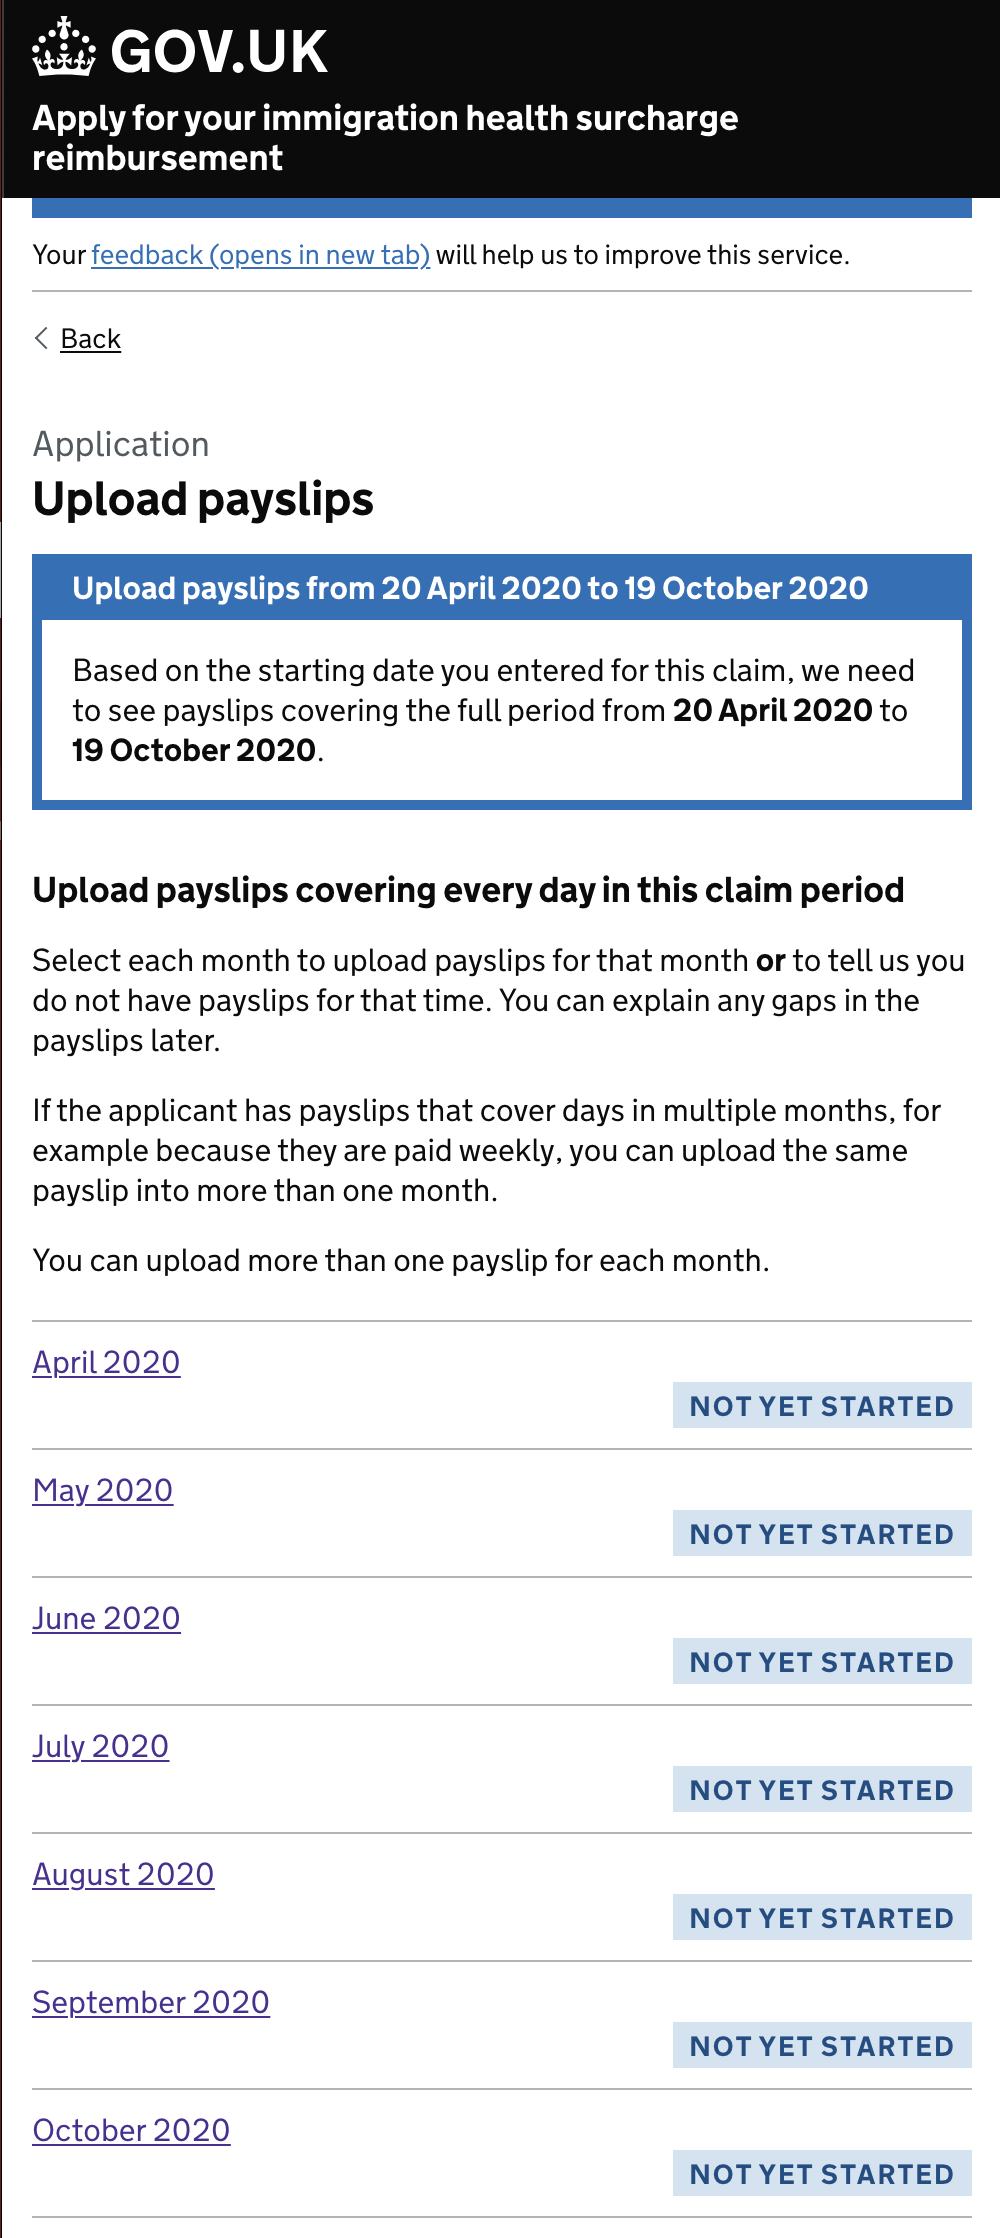 GOV.UK
Apply for your immigration health surcharge
reimbursement
Your feedback (opens in new tab) will help us to improve this service.
Back
Application
Upload payslips
Upload payslips from 20 April 2020 to 19 October 2020
Based on the starting date you entered for this claim, we need
to see payslips covering the full period from 20 April 2020 to
19 October 2020.
Upload payslips covering every day in this claim period
Select each month to upload payslips for that month or to tell us you
do not have payslips for that time. You can explain any gaps in the
payslips later.
If the applicant has payslips that cover days in multiple months, for
example because they are paid weekly, you can upload the same
payslip into more than one month.
You can upload more than one payslip for each month.
April 2020
NOT YET STARTED
May 2020
NOT YET STARTED
June 2020
NOT YET STARTED
July 2020
NOT YET STARTED
August 2020
NOT YET STARTED
September 2020
NOT YET STARTED
October 2020
NOT YET STARTED